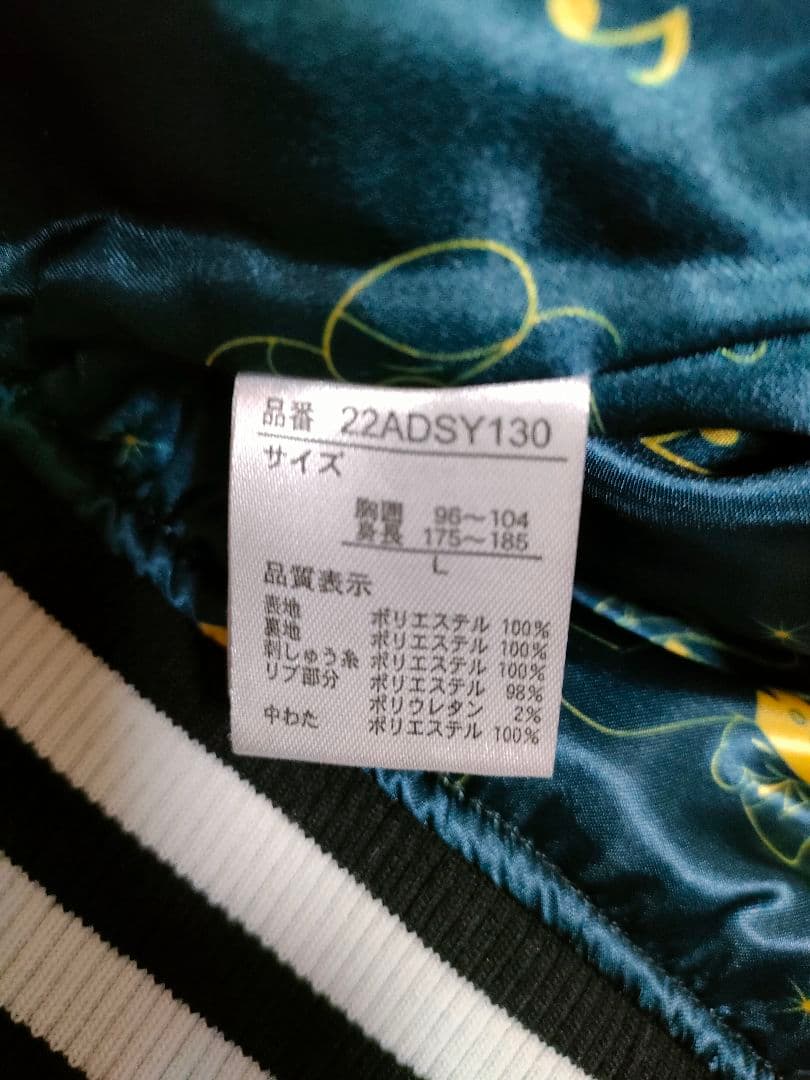 品番 22ADSY130
サイズ
胸囲 96～104
身長 175～185
L
品質表示
表地 ポリエステル 100%
裏地 ポリエステル 100%
刺しゅう糸 ポリエステル 100%
リブ部分 ポリエステル 98%
ポリウレタン 2%
中わた ポリエステル 100%